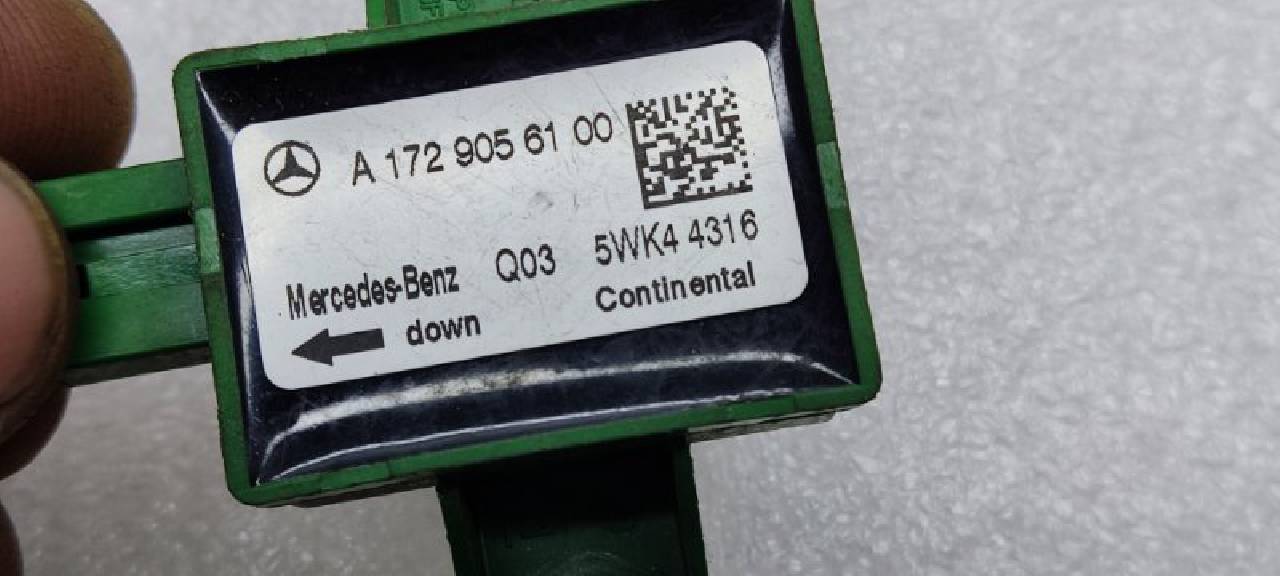 A 172 905 61 00
Mercedes-Benz Q03 5WK4 4316
down Continental